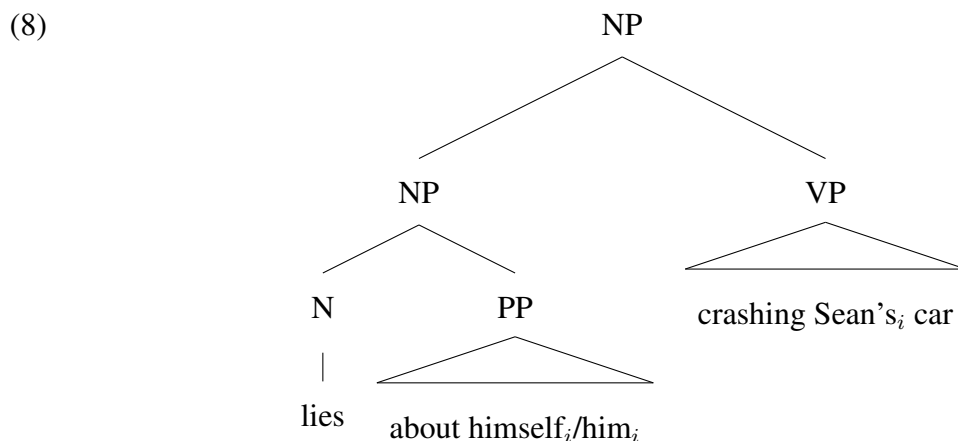 (8) NP
NP VP
N PP crashing Sean's_i car
lies about himself_i/him_i